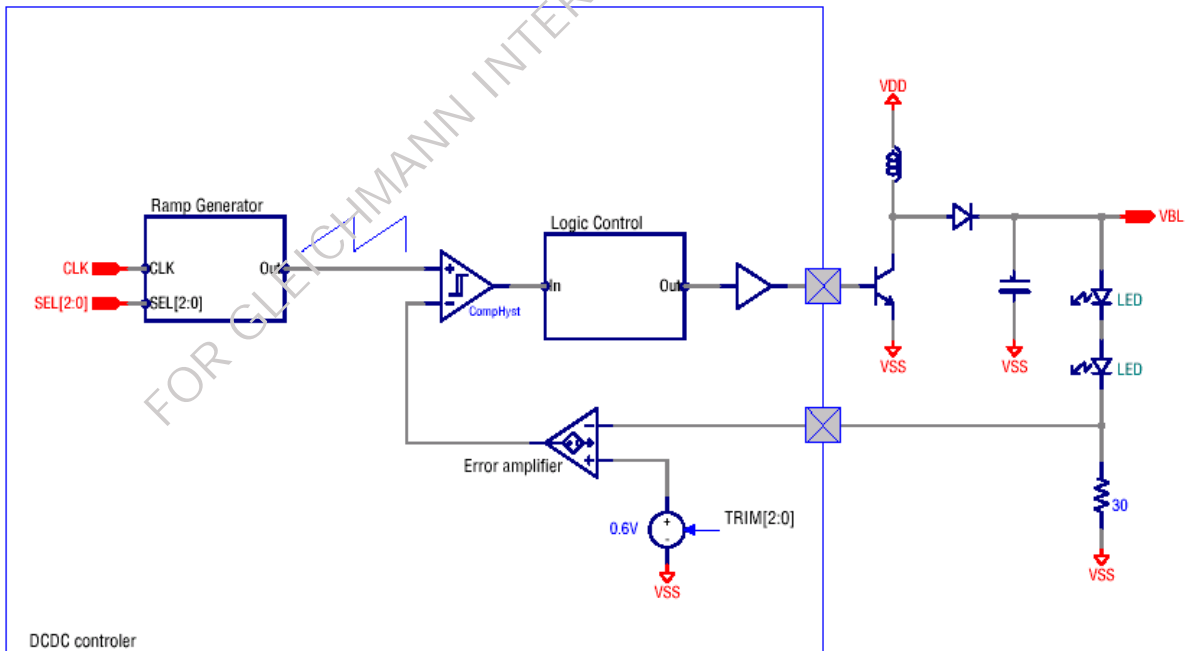 FOR GLEICHMANN INTER
VDD
Ramp Generator
Logic Control
VBL
CLK
CLK
Out
+
In
Out
LED
SEL[2:0]
SEL[2:0]
-
CompHyst
VSS
VSS
LED
-
Error amplifier
+
30
0.6V
+
-
TRIM[2:0]
VSS
VSS
DCDC controler